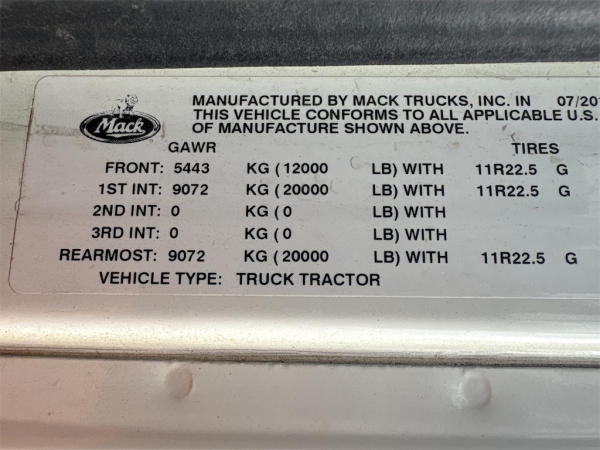 Mack
MANUFACTURED BY MACK TRUCKS, INC. IN 07/201
THIS VEHICLE CONFORMS TO ALL APPLICABLE U.S.
OF MANUFACTURE SHOWN ABOVE.
GAWR TIRES
FRONT: 5443 KG ( 12000 LB) WITH 11R22.5 G
1ST INT: 9072 KG ( 20000 LB) WITH 11R22.5 G
2ND INT: 0 KG ( 0 LB) WITH
3RD INT: 0 KG ( 0 LB) WITH
REARMOST: 9072 KG ( 20000 LB) WITH 11R22.5 G
VEHICLE TYPE: TRUCK TRACTOR